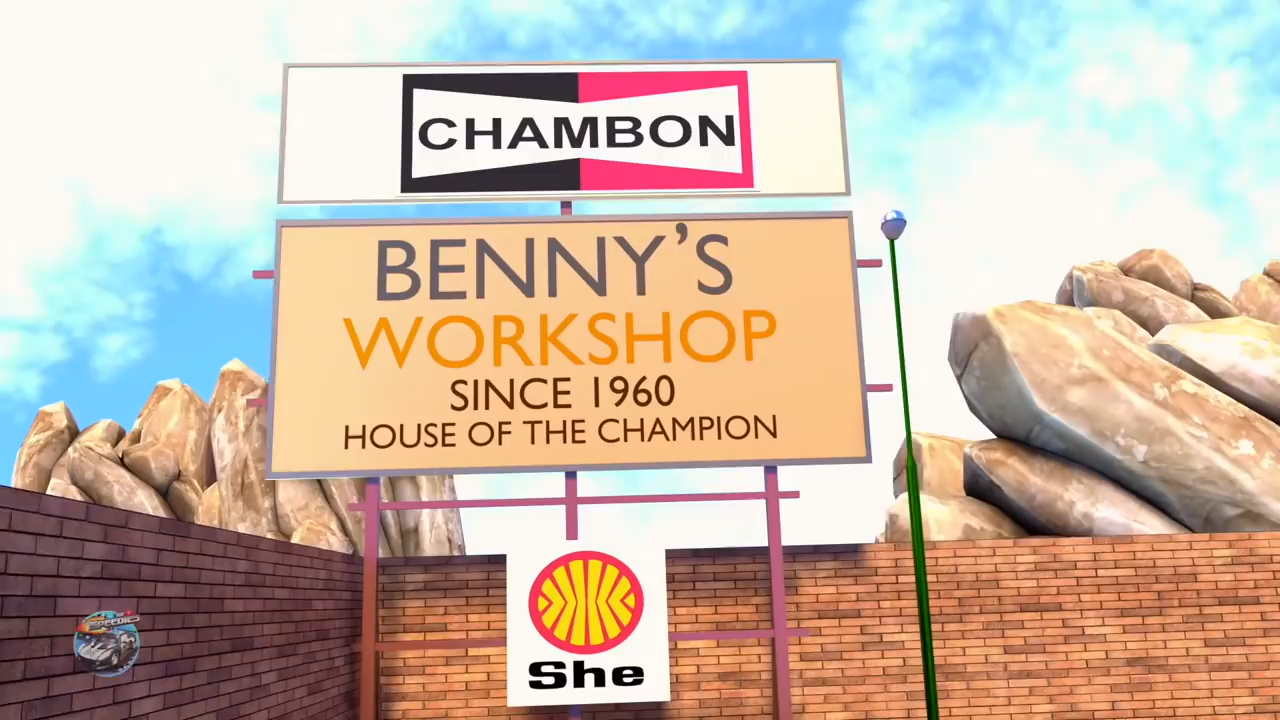 CHAMBON
BENNY'S
WORKSHOP
SINCE 1960
HOUSE OF THE CHAMPION
She